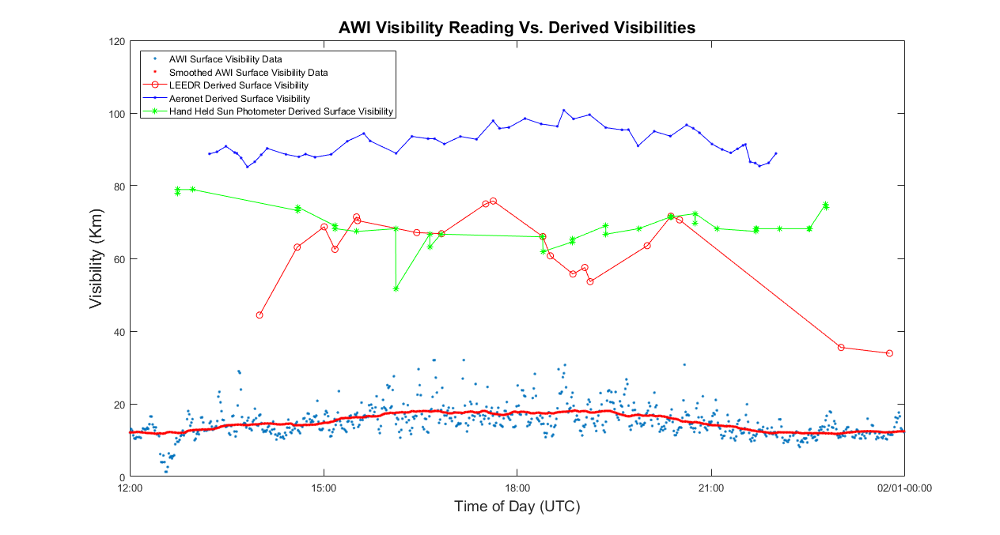 AWI Visibility Reading Vs. Derived Visibilities
120
AWI Surface Visibility Data
Smoothed AWI Surface Visibility Data
LEEDR Derived Surface Visibility
Aeronet Derived Surface Visibility
Hand Held Sun Photometer Derived Surface Visibility
100
80
60
40
20
0
Visibility (Km)
12:00 15:00 18:00 21:00 02/01-00:00
Time of Day (UTC)